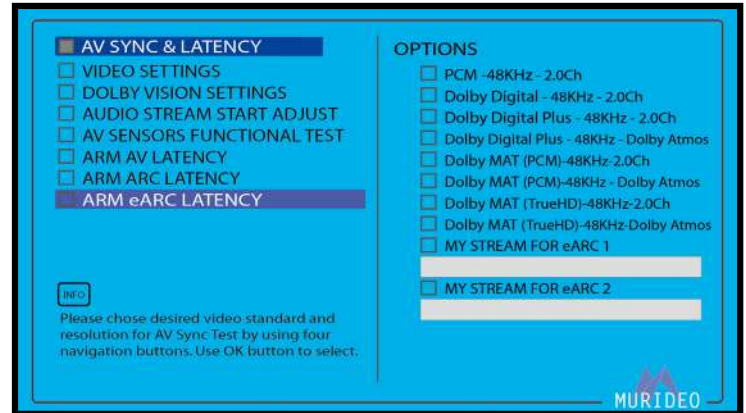 AV SYNC & LATENCY
VIDEO SETTINGS
DOLBY VISION SETTINGS
AUDIO STREAM START ADJUST
AV SENSORS FUNCTIONAL TEST
ARM AV LATENCY
ARM ARC LATENCY
ARM eARC LATENCY
INFO
Please chose desired video standard and
resolution for AV Sync Test by using four
navigation buttons. Use OK button to select.
OPTIONS
PCM -48KHz - 2.0Ch
Dolby Digital - 48KHz - 2.0Ch
Dolby Digital Plus - 48KHz - 2.0Ch
Dolby Digital Plus - 48KHz - Dolby Atmos
Dolby MAT (PCM)-48KHz-2.0Ch
Dolby MAT (PCM)-48KHz - Dolby Atmos
Dolby MAT (TrueHD)-48KHz-2.0Ch
Dolby MAT (TrueHD)-48KHz-Dolby Atmos
MY STREAM FOR eARC 1
MY STREAM FOR eARC 2
MURIDEO